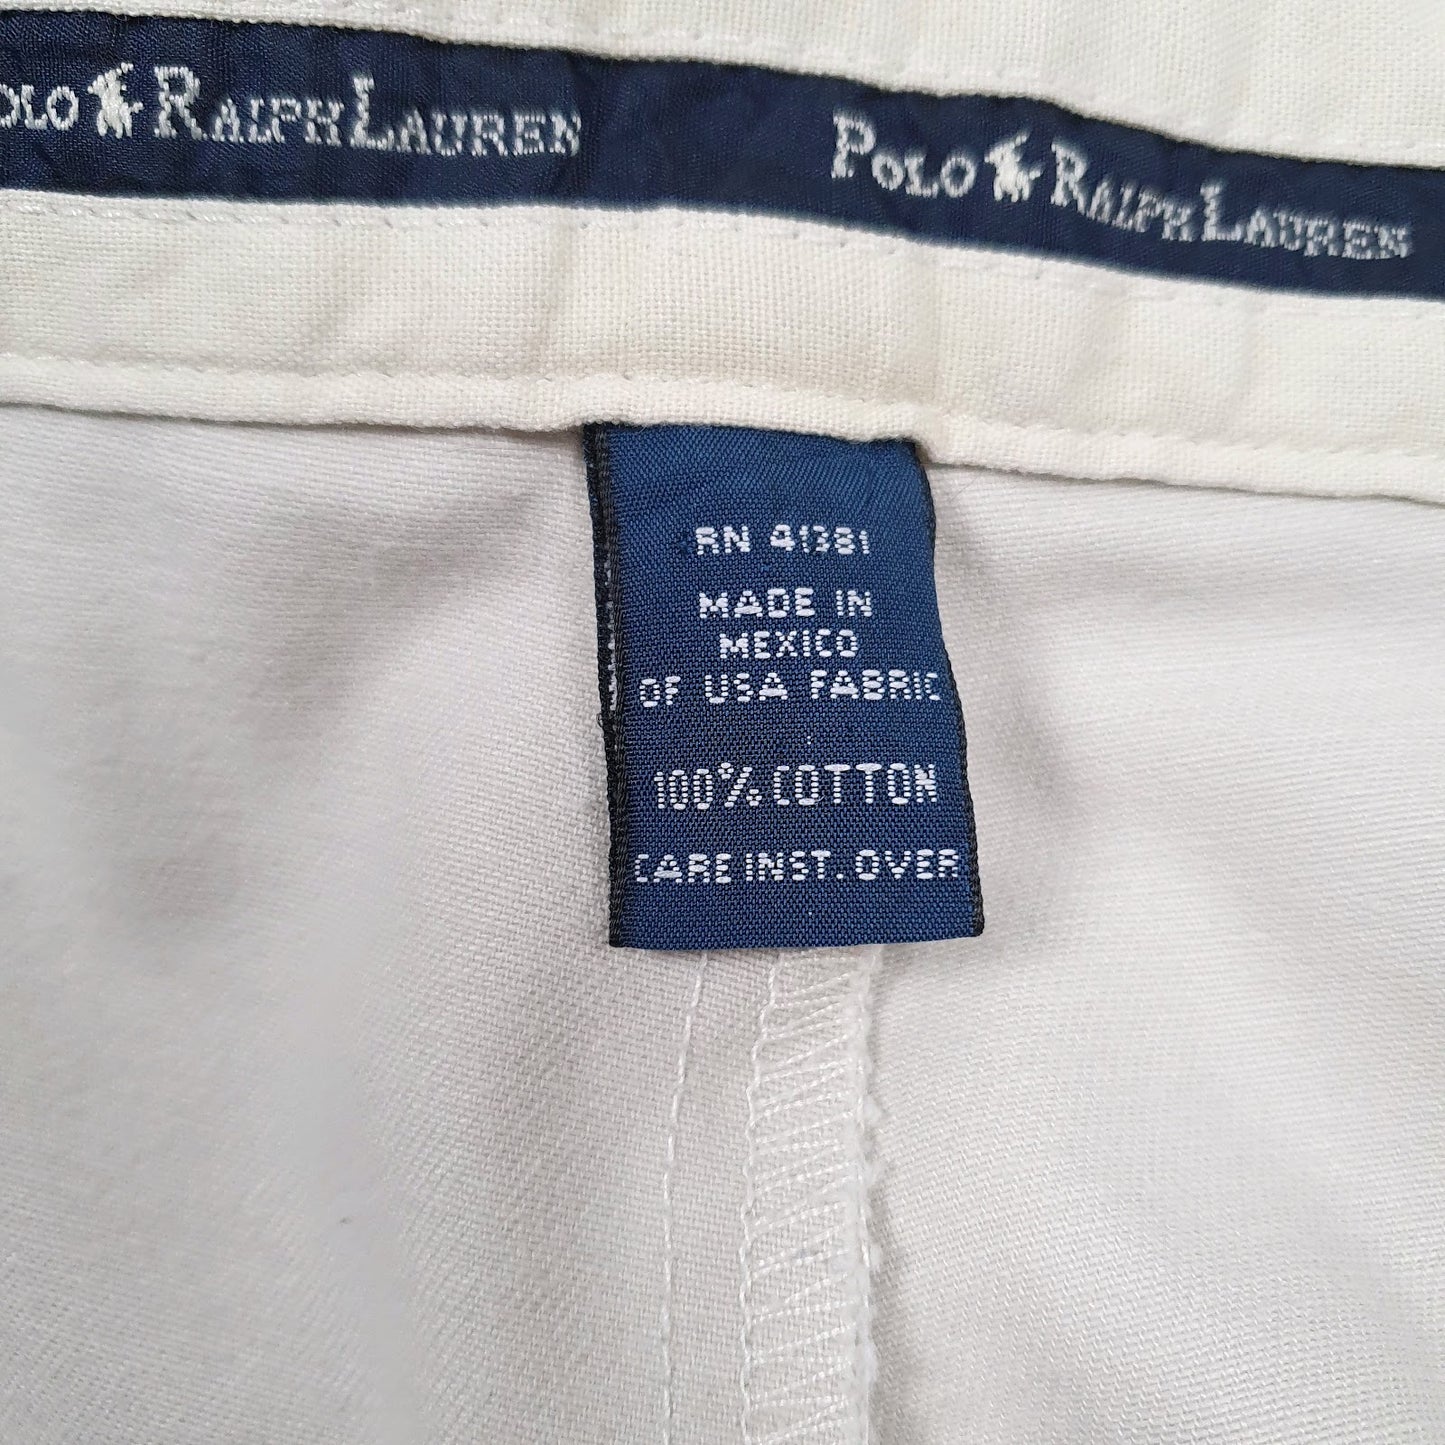 POLO RALPH LAUREN
POLO RALPH LAUREN
RN 41381
MADE IN
MEXICO
OF USA FABRIC
100% COTTON
CARE INST. OVER